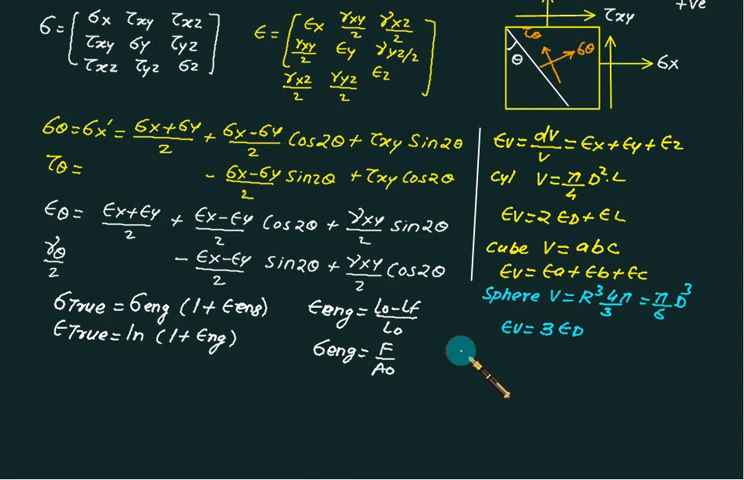 σ = [ σx τxy τxz
τxy σy τyz
τxz τyz σz ]
ε = [ εx γxy/2 γxz/2
γxy/2 εy γyz/2
γxz/2 γyz/2 εz ]
+ve
τxy
τθ
σθ
θ
σx
σθ = σx' = (σx+σy)/2 + (σx-σy)/2 Cos2θ + τxy Sin2θ
τθ = - (σx-σy)/2 Sin2θ + τxy Cos2θ
εθ = (εx+εy)/2 + (εx-εy)/2 Cos2θ + γxy/2 Sin2θ
γθ/2 - (εx-εy)/2 Sin2θ + γxy/2 Cos2θ
σTrue = σeng (1+εeng)
εTrue = ln (1+εng)
εeng = (Lo-Lf)/Lo
σeng = F/Ao
εv = dv/v = εx+εy+εz
Cyl V = π/4 D².L
εv = 2 εD + εL
Cube V = abc
εv = εa + εb + εc
Sphere V = R³ 4π/3 = π/6 D³
εv = 3 εD